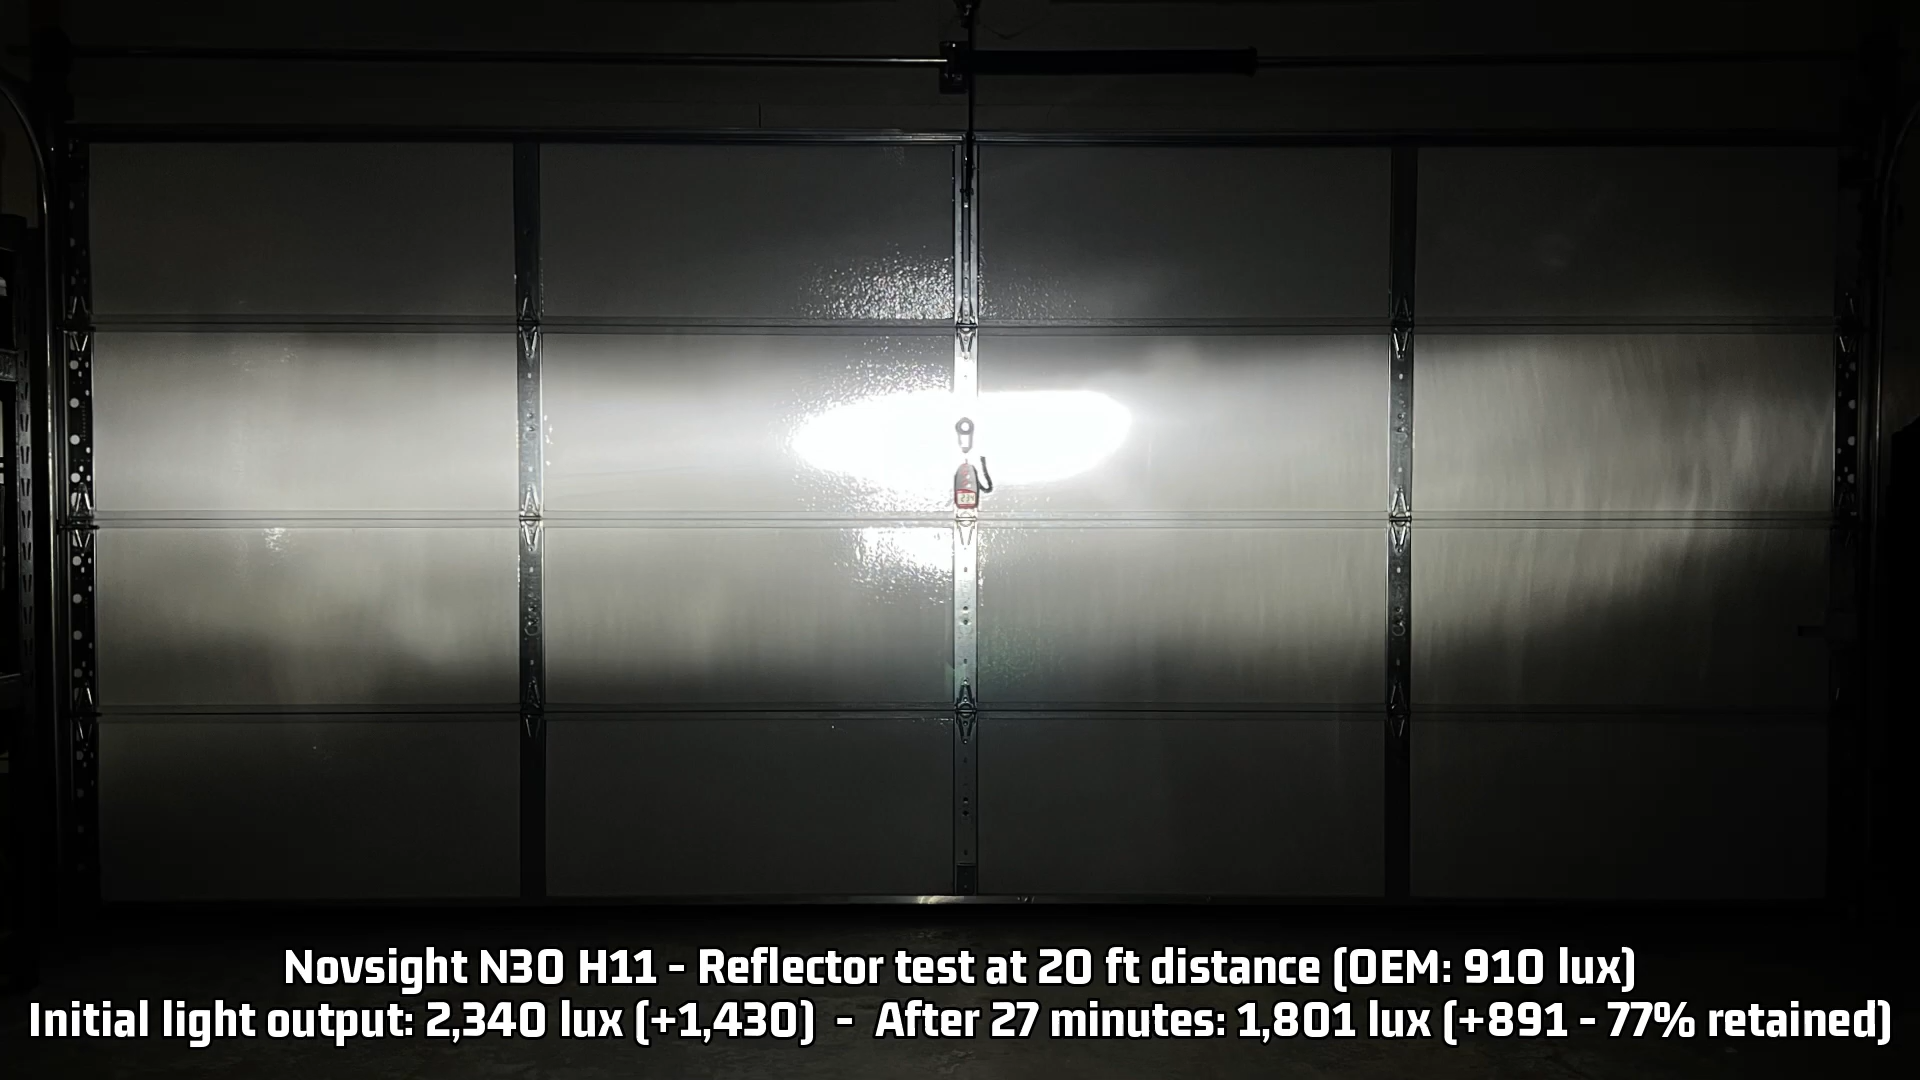 Novsight N30 H11 - Reflector test at 20 ft distance (OEM: 910 lux)
Initial light output: 2,340 lux (+1,430) - After 27 minutes: 1,801 lux (+891 - 77% retained)